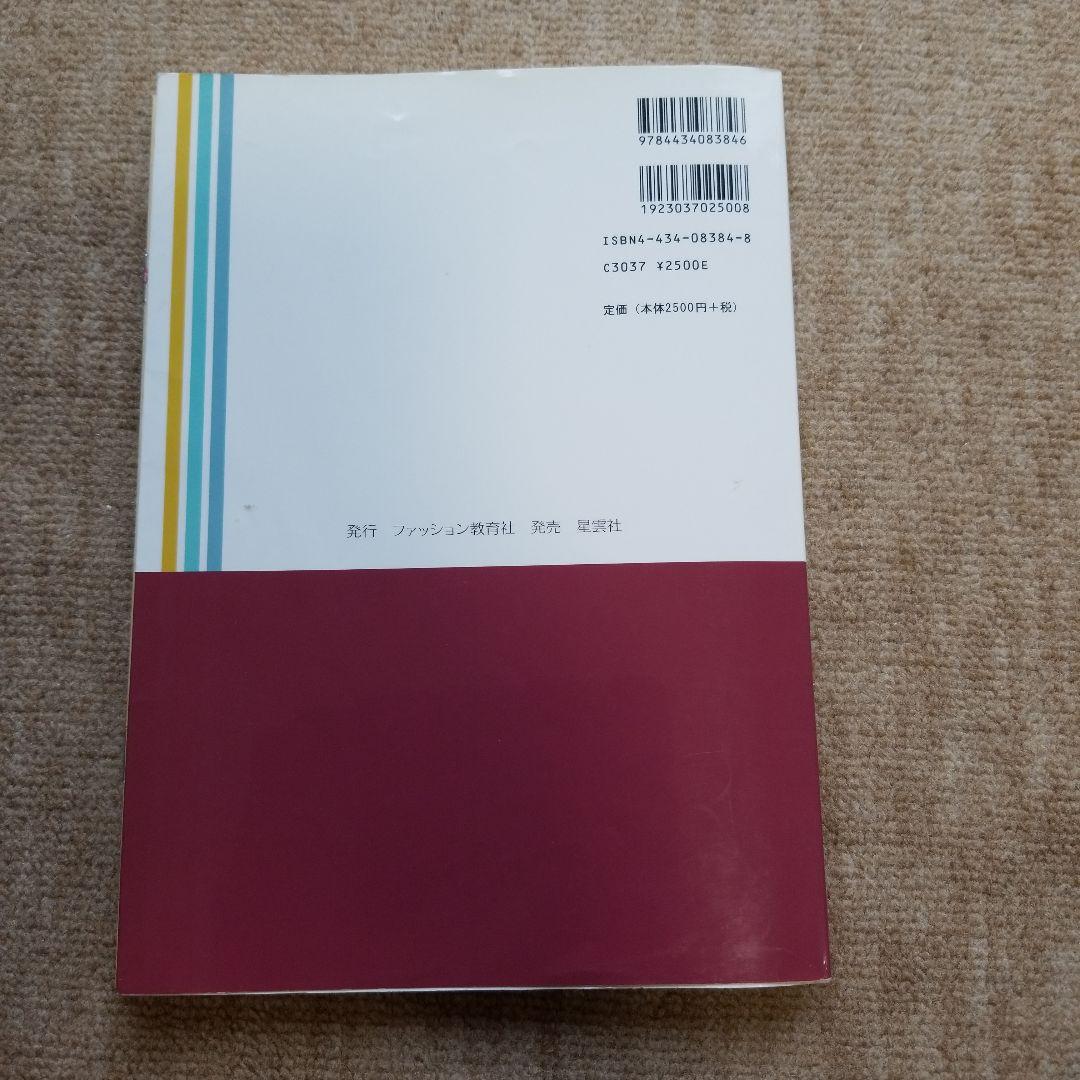 9784434083846
1923037025008
ISBN4-434-08384-8
C3037 ¥2500E
定価（本体2500円＋税）
発行　ファッション教育社　発売　星雲社